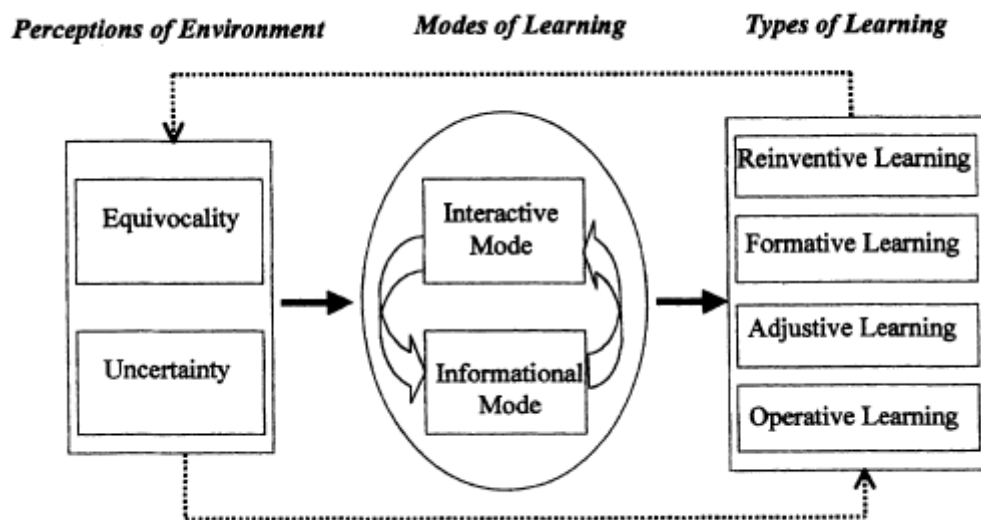 Perceptions of Environment
Modes of Learning
Types of Learning
Equivocality
Uncertainty
Interactive
Mode
Informational
Mode
Reinventive Learning
Formative Learning
Adjustive Learning
Operative Learning